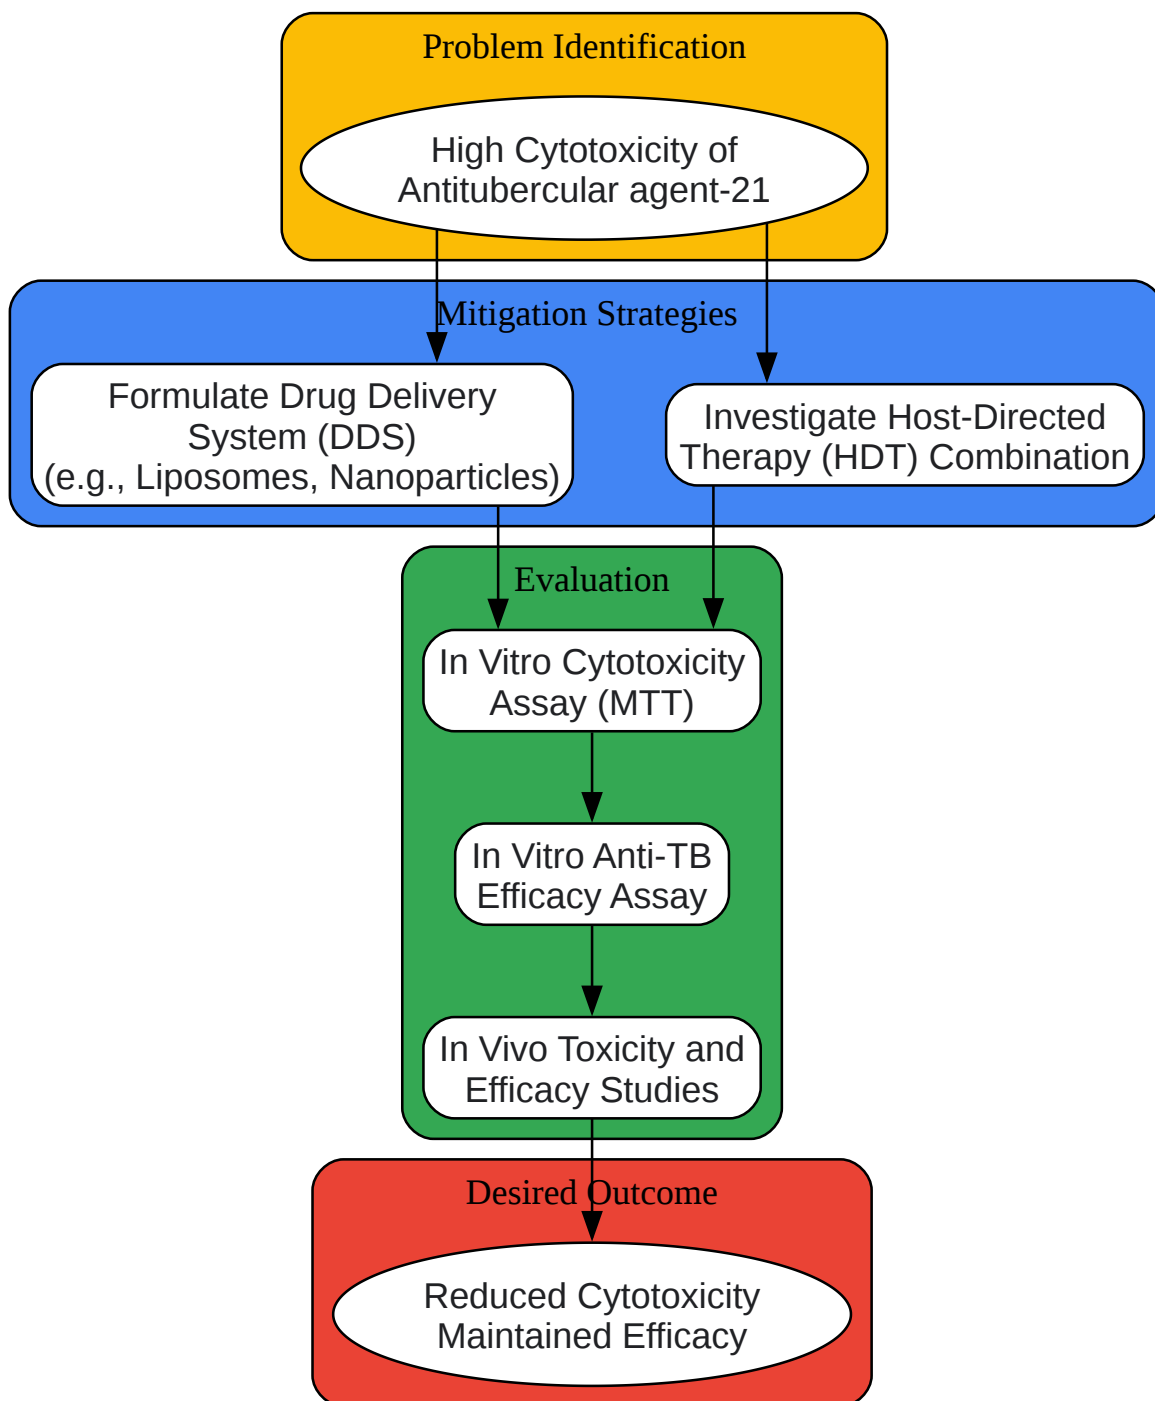 Problem Identification
High Cytotoxicity of
Antitubercular agent-21
Mitigation Strategies
Formulate Drug Delivery
System (DDS)
(e.g., Liposomes, Nanoparticles)
Investigate Host-Directed
Therapy (HDT) Combination
Evaluation
In Vitro Cytotoxicity
Assay (MTT)
In Vitro Anti-TB
Efficacy Assay
In Vivo Toxicity and
Efficacy Studies
Desired Outcome
Reduced Cytotoxicity
Maintained Efficacy